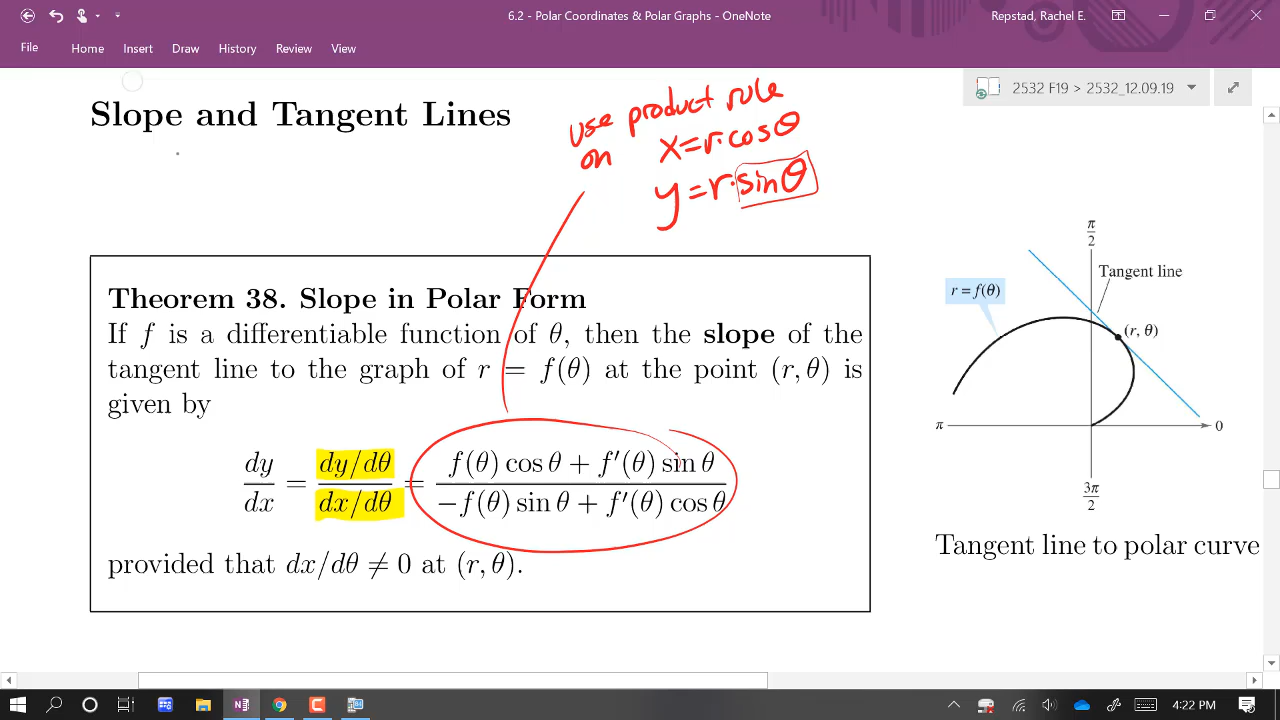 6.2 - Polar Coordinates & Polar Graphs - OneNote
Repstad, Rachel E.
File Home Insert Draw History Review View
2532 F19 > 2532_12.09.19
Slope and Tangent Lines
use product rule
on x=r·cosθ
y=r·sinθ
Theorem 38. Slope in Polar Form
If f is a differentiable function of θ, then the slope of the
tangent line to the graph of r = f(θ) at the point (r, θ) is
given by
dy/dx = (dy/dθ)/(dx/dθ) = (f(θ) cos θ + f′(θ) sin θ)/(−f(θ) sin θ + f′(θ) cos θ)
provided that dx/dθ ≠ 0 at (r, θ).
π/2
Tangent line
r = f(θ)
(r, θ)
π
0
3π/2
Tangent line to polar curve
4:22 PM